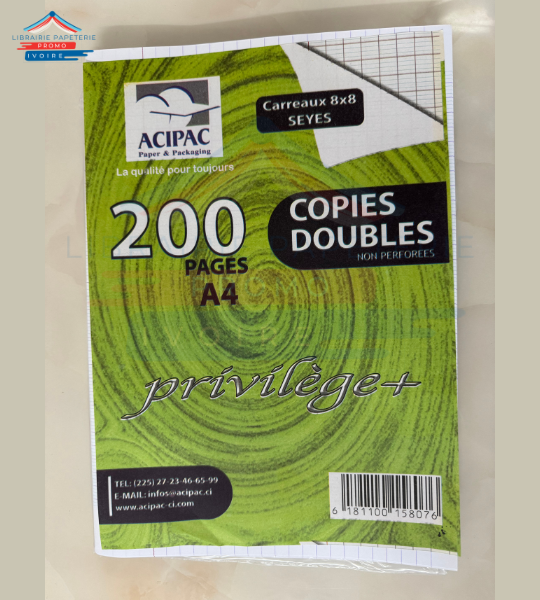 LIBRAIRIE PAPETERIE
PROMO
IVOIRE
ACIPAC
Paper & Packaging
La qualité pour toujours
Carreaux 8x8
SEYES
200
PAGES
A4
COPIES
DOUBLES
NON PERFOREES
privilège+
TEL: (225) 27-23-46-65-99
E-MAIL: infos@acipac.ci
www.acipac-ci.com
6 181100 158076